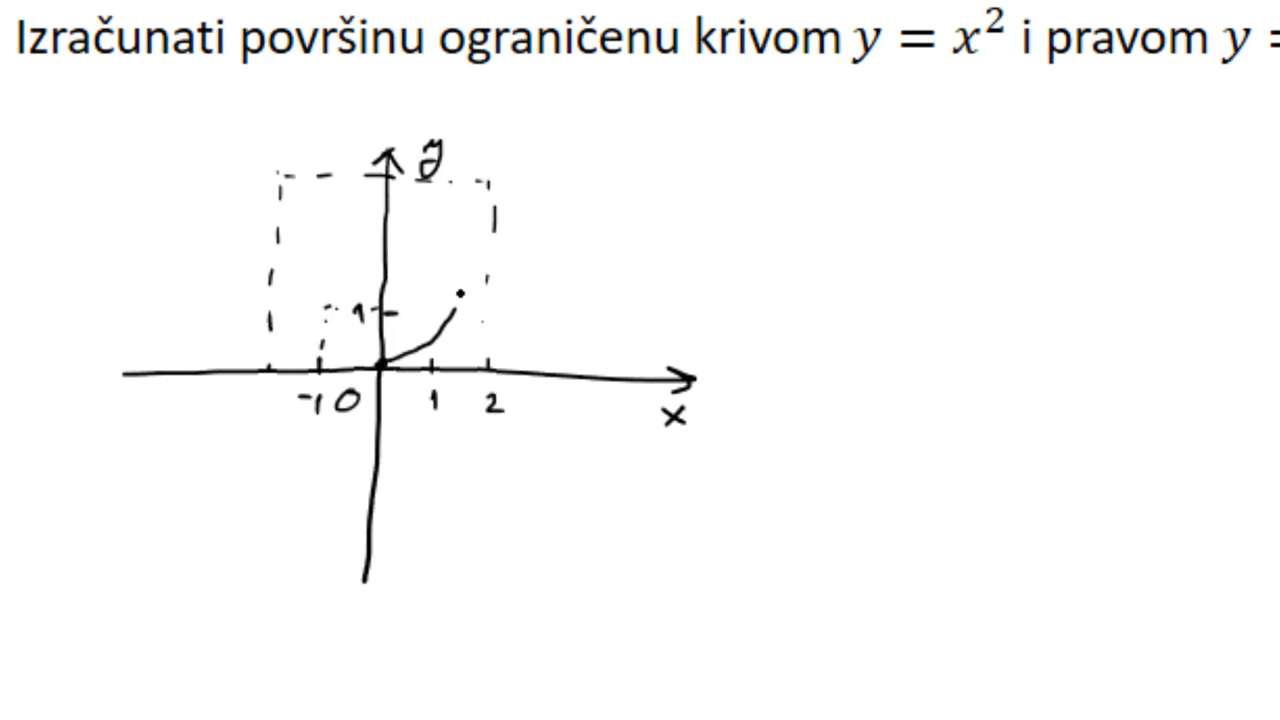 Izračunati površinu ograničenu krivom y = x² i pravom y =
y
1
-1 0 1 2
x